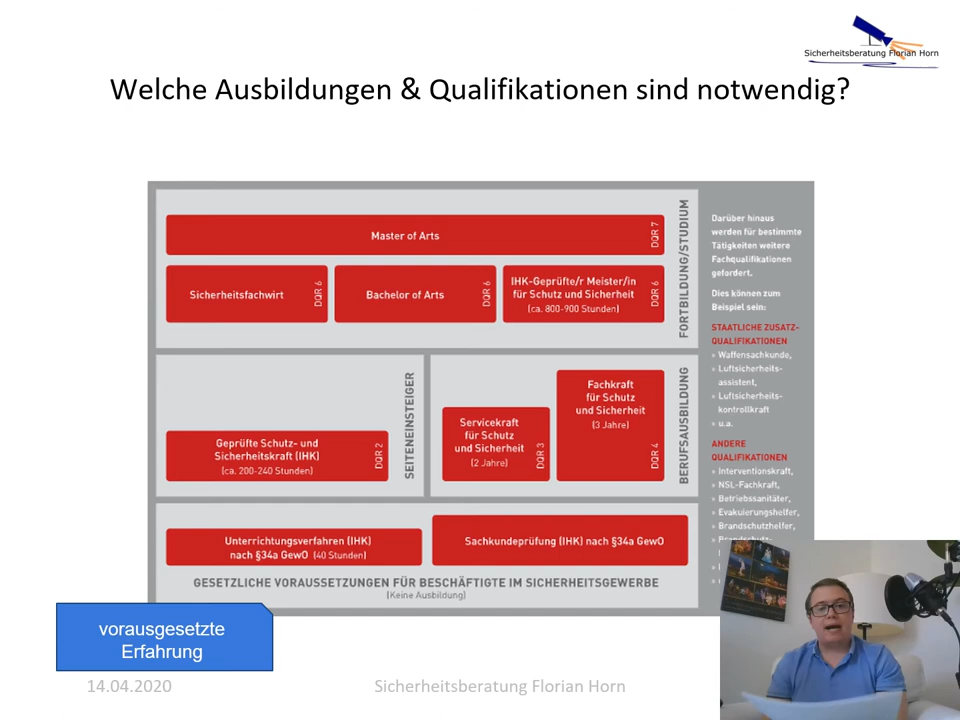 Sicherheitsberatung Florian Horn
Welche Ausbildungen & Qualifikationen sind notwendig?
Master of Arts
DQR 7
Sicherheitsfachwirt
DQR 6
Bachelor of Arts
DQR 6
IHK-Geprüfte/r Meister/in
für Schutz und Sicherheit
(ca. 800-900 Stunden)
DQR 6
FORTBILDUNG/STUDIUM
Geprüfte Schutz- und
Sicherheitskraft (IHK)
(ca. 200-240 Stunden)
DQR 2
SEITENEINSTEIGER
Servicekraft
für Schutz
und Sicherheit
(2 Jahre)
DQR 3
Fachkraft
für Schutz
und Sicherheit
(3 Jahre)
DQR 4
BERUFSAUSBILDUNG
Unterrichtungsverfahren (IHK)
nach §34a GewO (40 Stunden)
Sachkundeprüfung (IHK) nach §34a GewO
GESETZLICHE VORAUSSETZUNGEN FÜR BESCHÄFTIGTE IM SICHERHEITSGEWERBE
(Keine Ausbildung)
Darüber hinaus
werden für bestimmte
Tätigkeiten weitere
Fachqualifikationen
gefordert.
Dies können zum
Beispiel sein:
STAATLICHE ZUSATZ-
QUALIFIKATIONEN
+ Waffensachkunde,
+ Luftsicherheits-
assistent,
+ Luftsicherheits-
kontrollkraft
+ u.a.
ANDERE
QUALIFIKATIONEN
+ Interventionskraft,
+ NSL-Fachkraft,
+ Betriebssanitäter,
+ Evakuierungshelfer,
+ Brandschutzhelfer,
vorausgesetzte
Erfahrung
14.04.2020
Sicherheitsberatung Florian Horn